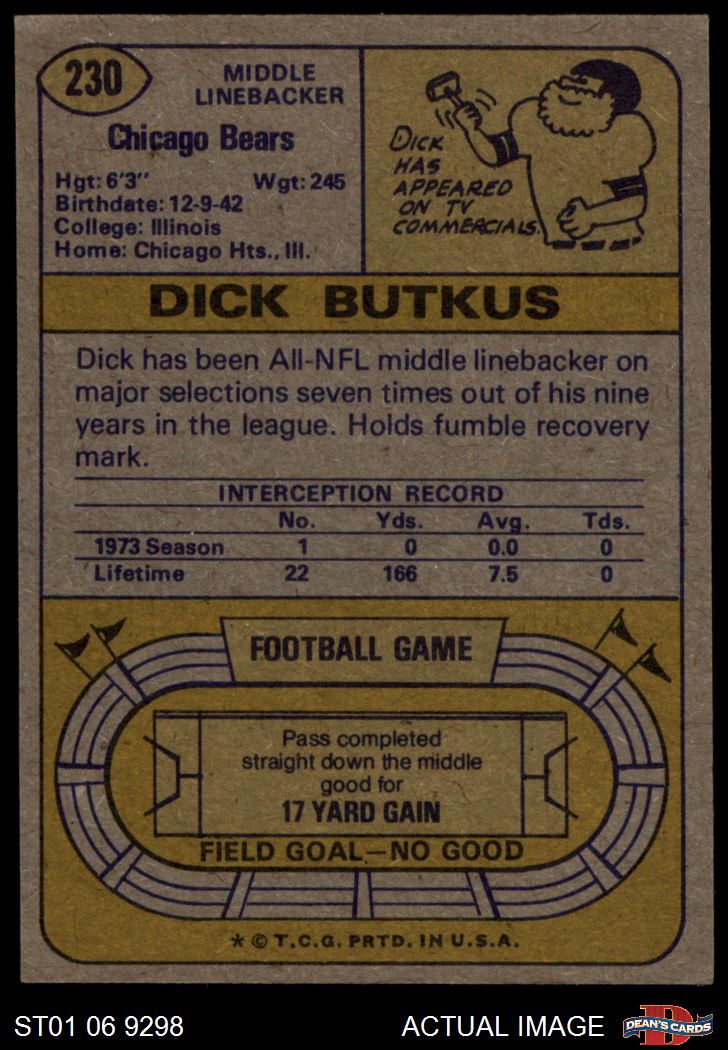 230
MIDDLE
LINEBACKER
Chicago Bears
Hgt: 6'3" Wgt: 245
Birthdate: 12-9-42
College: Illinois
Home: Chicago Hts., Ill.
DICK
HAS
APPEARED
ON TV
COMMERCIALS.
DICK BUTKUS
Dick has been All-NFL middle linebacker on
major selections seven times out of his nine
years in the league. Holds fumble recovery
mark.
INTERCEPTION RECORD
No. Yds. Avg. Tds.
1973 Season 1 0 0.0 0
Lifetime 22 166 7.5 0
FOOTBALL GAME
Pass completed
straight down the middle
good for
17 YARD GAIN
FIELD GOAL—NO GOOD
* © T.C.G. PRTD. IN U.S.A.
ST01 06 9298 ACTUAL IMAGE
D
DEAN'S CARDS